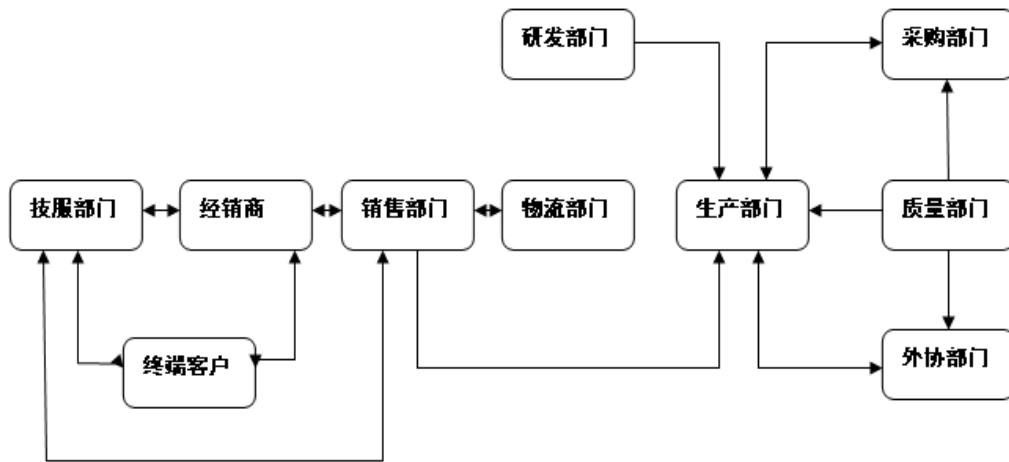 研发部门
采购部门
技服部门
经销商
销售部门
物流部门
生产部门
质量部门
终端客户
外协部门